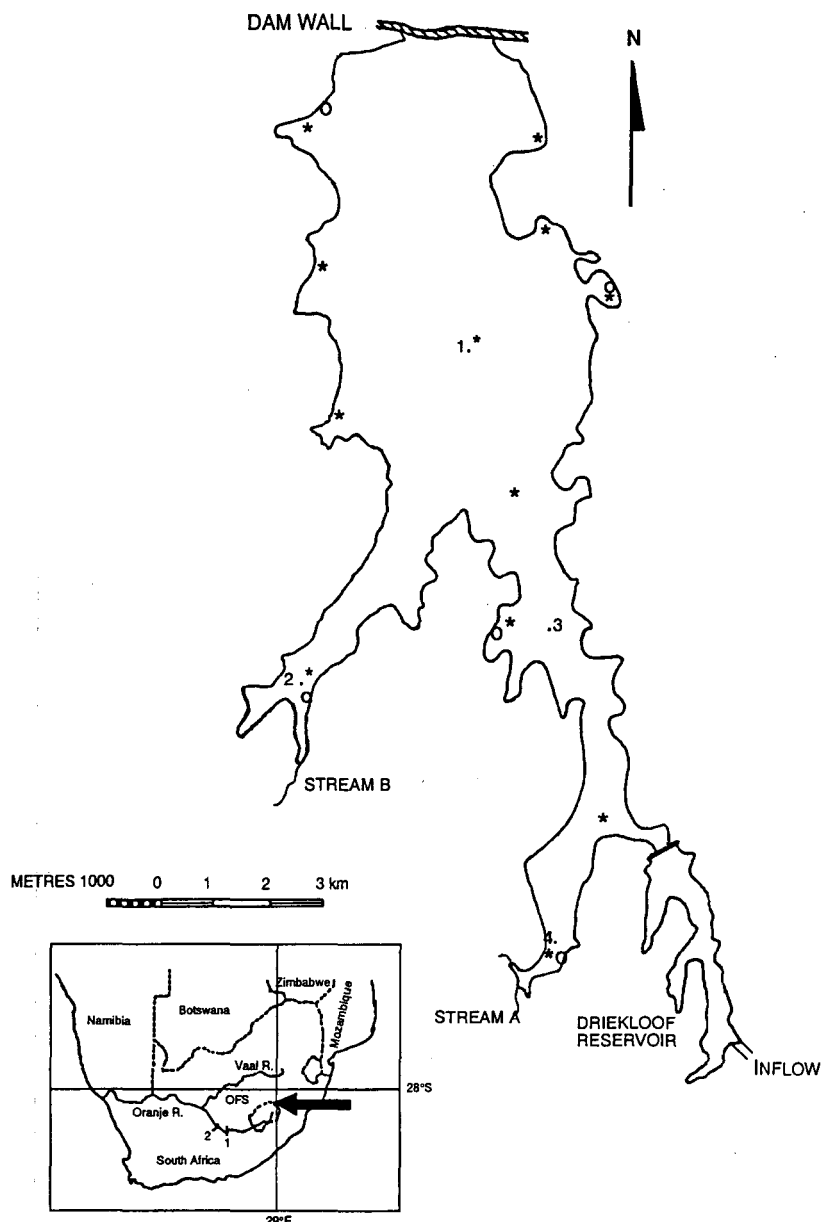 DAM WALL
N
1.
.3
2.
STREAM B
METRES 1000 0 1 2 3 km
4.
STREAM A
DRIEKLOOF
RESERVOIR
INFLOW
Zimbabwe
Mozambique
Namibia
Botswana
Vaal R.
28°S
OFS
Oranje R.
2
1
South Africa